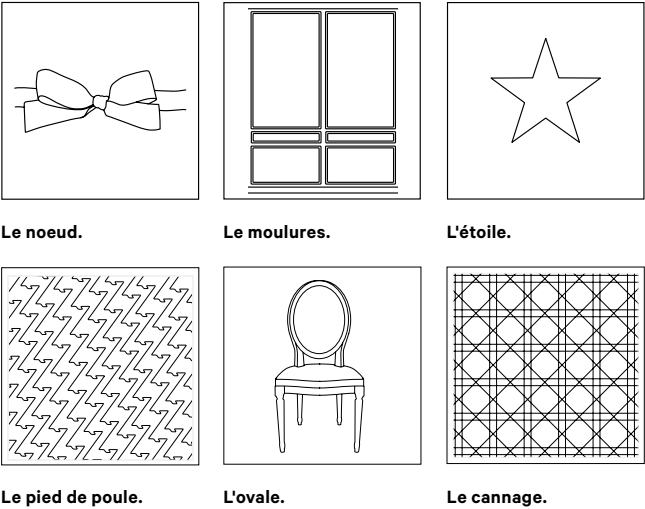 Le noeud.
Le moulures.
L'étoile.
Le pied de poule.
L'ovale.
Le cannage.